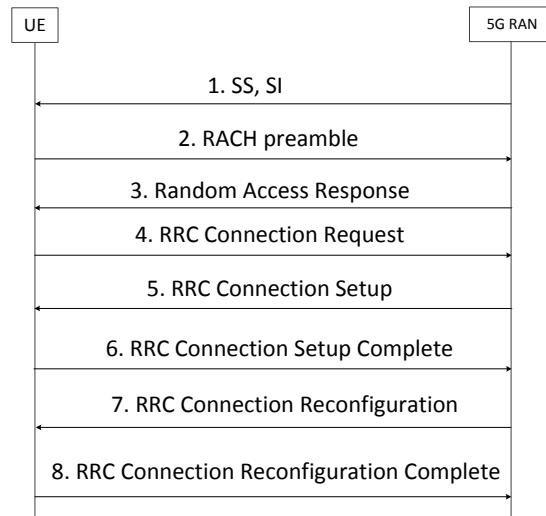 UE
5G RAN
1. SS, SI
2. RACH preamble
3. Random Access Response
4. RRC Connection Request
5. RRC Connection Setup
6. RRC Connection Setup Complete
7. RRC Connection Reconfiguration
8. RRC Connection Reconfiguration Complete